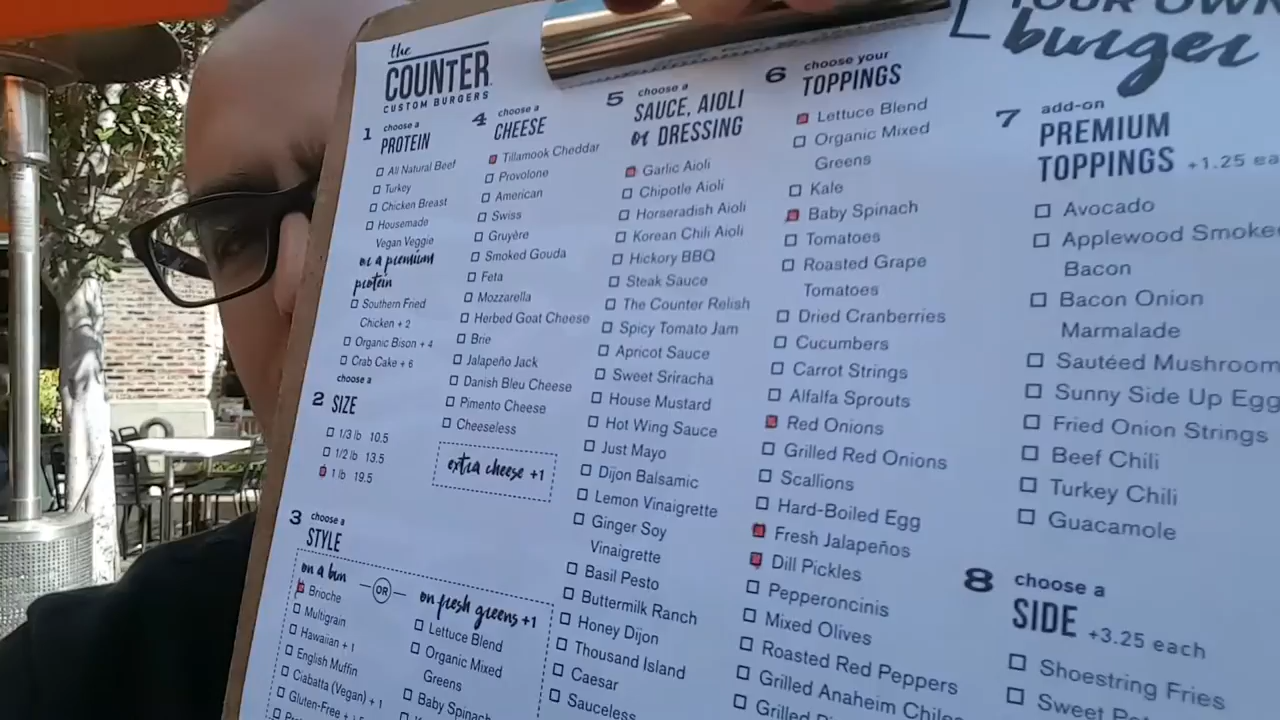 the
COUNTER
CUSTOM BURGERS
YOUR OWN
burger
1 choose a
PROTEIN
All Natural Beef
Turkey
Chicken Breast
Housemade
Vegan Veggie
or a premium
protein
Southern Fried
Chicken + 2
Organic Bison + 4
Crab Cake + 6
choose a
2 SIZE
1/3 lb 10.5
1/2 lb 13.5
1 lb 19.5
3 choose a
STYLE
on a bun
Brioche
Multigrain
Hawaiian + 1
English Muffin
Ciabatta (Vegan) + 1
Gluten-Free +
OR
on fresh greens +1
Lettuce Blend
Organic Mixed
Greens
Baby Spinach
4 choose a
CHEESE
Tillamook Cheddar
Provolone
American
Swiss
Gruyère
Smoked Gouda
Feta
Mozzarella
Herbed Goat Cheese
Brie
Jalapeño Jack
Danish Bleu Cheese
Pimento Cheese
Cheeseless
extra cheese +1
5 choose a
SAUCE, AIOLI
or DRESSING
Garlic Aioli
Chipotle Aioli
Horseradish Aioli
Korean Chili Aioli
Hickory BBQ
Steak Sauce
The Counter Relish
Spicy Tomato Jam
Apricot Sauce
Sweet Sriracha
House Mustard
Hot Wing Sauce
Just Mayo
Dijon Balsamic
Lemon Vinaigrette
Ginger Soy
Vinaigrette
Basil Pesto
Buttermilk Ranch
Honey Dijon
Thousand Island
Caesar
Sauceless
6 choose your
TOPPINGS
Lettuce Blend
Organic Mixed
Greens
Kale
Baby Spinach
Tomatoes
Roasted Grape
Tomatoes
Dried Cranberries
Cucumbers
Carrot Strings
Alfalfa Sprouts
Red Onions
Grilled Red Onions
Scallions
Hard-Boiled Egg
Fresh Jalapeños
Dill Pickles
Pepperoncinis
Mixed Olives
Roasted Red Peppers
Grilled Anaheim Chiles
Grilled
7 add-on
PREMIUM
TOPPINGS +1.25 ea
Avocado
Applewood Smoke
Bacon
Bacon Onion
Marmalade
Sautéed Mushroom
Sunny Side Up Egg
Fried Onion Strings
Beef Chili
Turkey Chili
Guacamole
8 choose a
SIDE +3.25 each
Shoestring Fries
Sweet